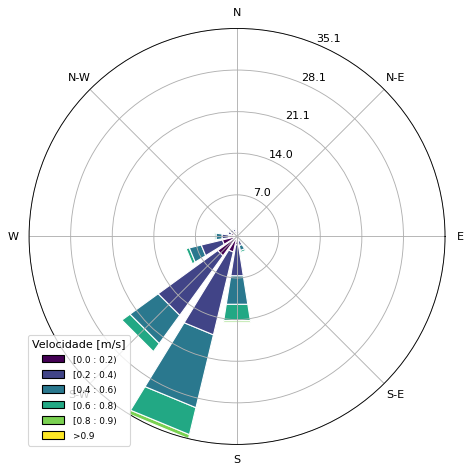 N
35.1
N-W
28.1
N-E
21.1
14.0
7.0
W
E
Velocidade [m/s]
[0.0 : 0.2)
[0.2 : 0.4)
[0.4 : 0.6)
[0.6 : 0.8)
[0.8 : 0.9)
>0.9
S-W
S-E
S